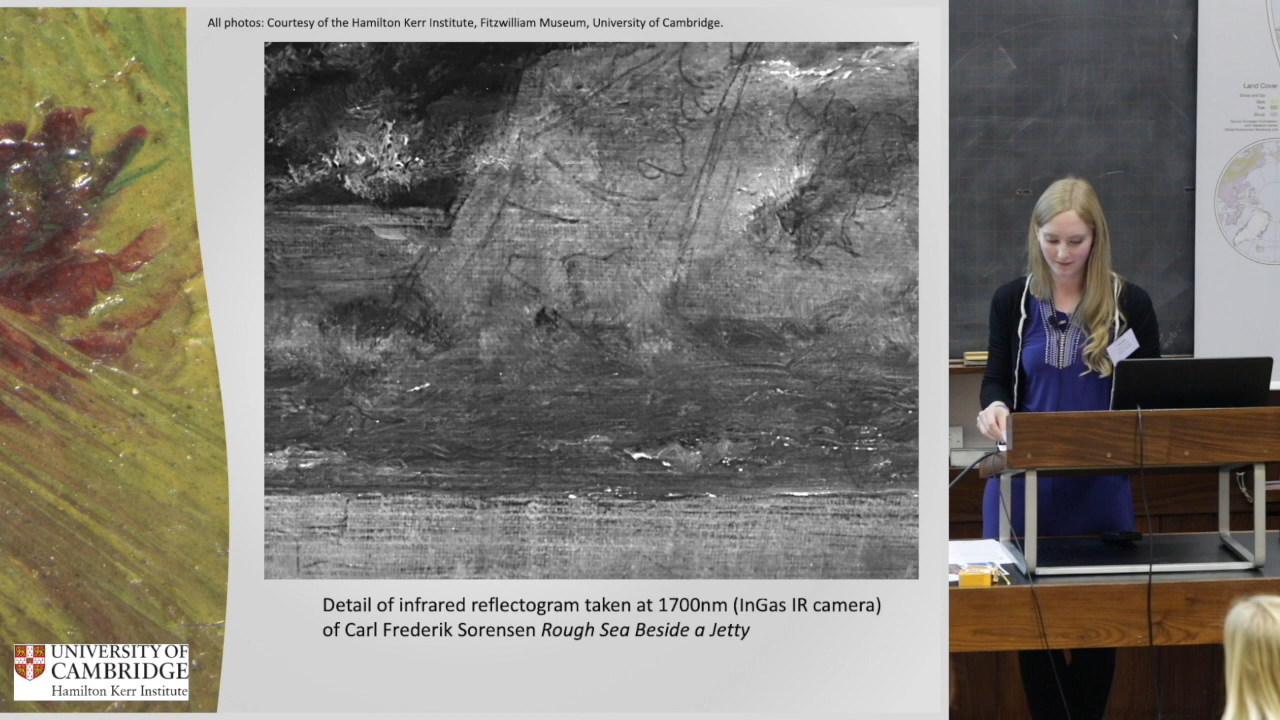 All photos: Courtesy of the Hamilton Kerr Institute, Fitzwilliam Museum, University of Cambridge.
Detail of infrared reflectogram taken at 1700nm (InGas IR camera)
of Carl Frederik Sorensen Rough Sea Beside a Jetty
UNIVERSITY OF
CAMBRIDGE
Hamilton Kerr Institute
Land Cover